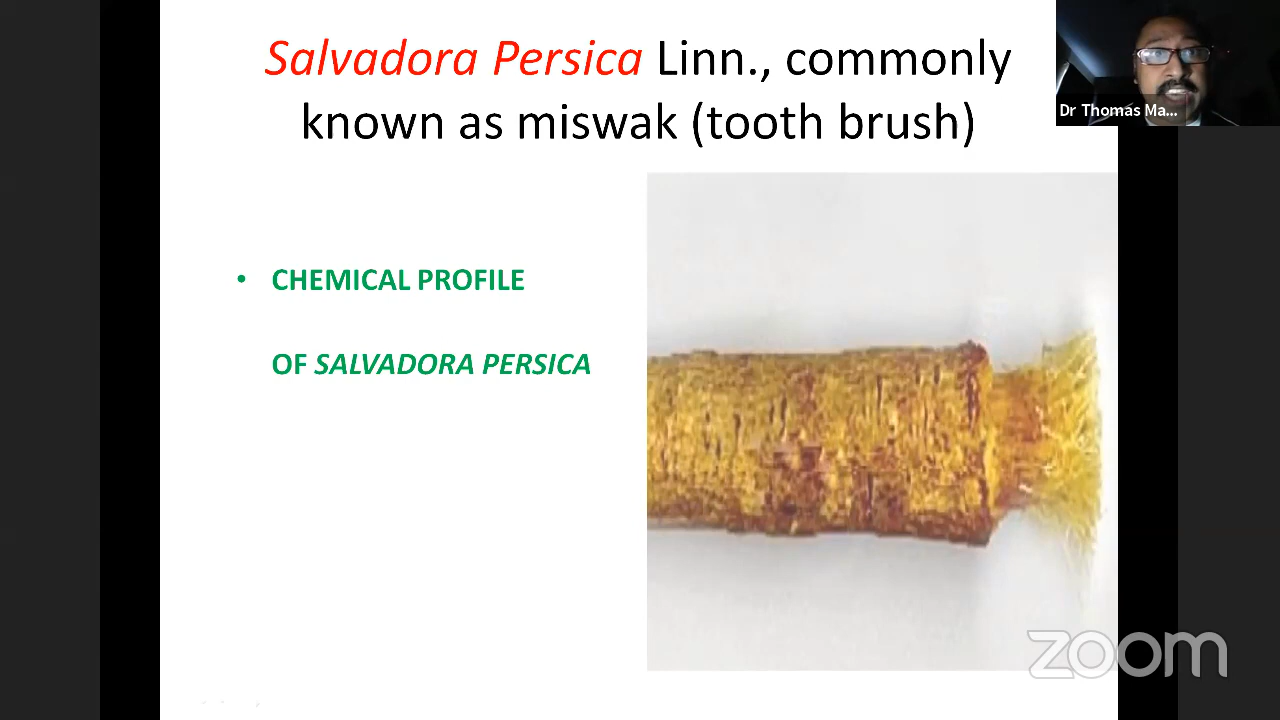 Salvadora Persica Linn., commonly
known as miswak (tooth brush)
Dr Thomas Ma...
• CHEMICAL PROFILE
OF SALVADORA PERSICA
zoom